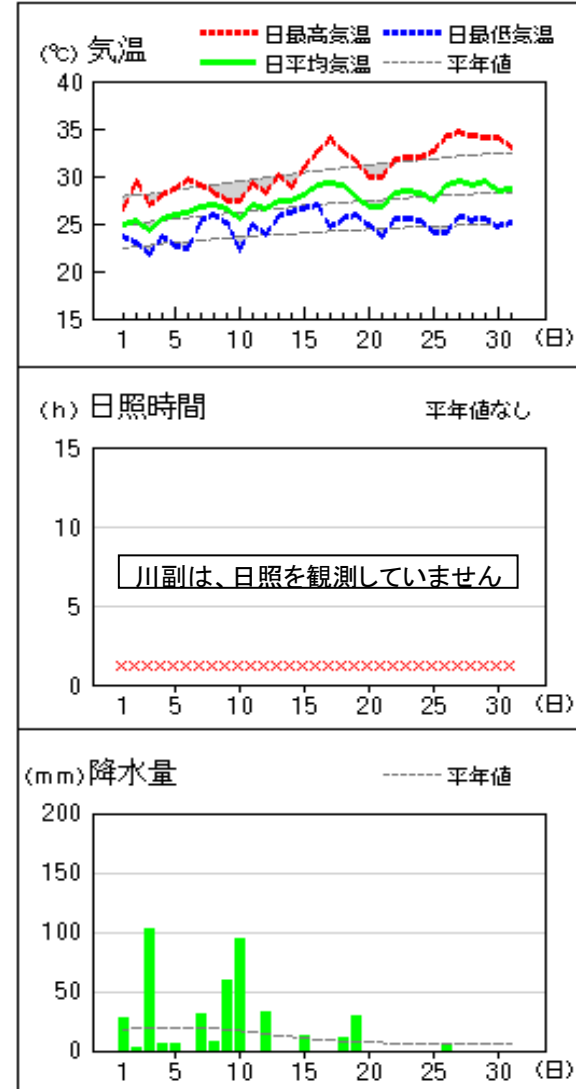 (℃) 気温
日最高気温 日最低気温
日平均気温 平年値
40
35
30
25
20
15
1 5 10 15 20 25 30 (日)
(h) 日照時間 平年値なし
15
10
川副は、日照を観測していません
5
0
1 5 10 15 20 25 30 (日)
(mm) 降水量 平年値
200
150
100
50
0
1 5 10 15 20 25 30 (日)